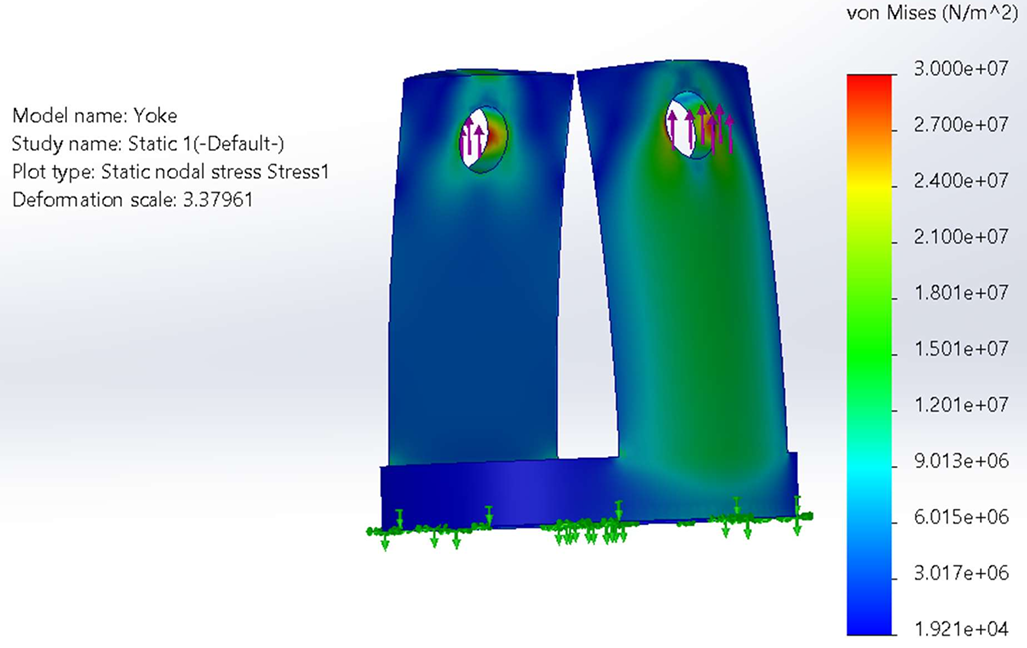 von Mises (N/m^2)
Model name: Yoke
Study name: Static 1(-Default-)
Plot type: Static nodal stress Stress1
Deformation scale: 3.37961
3.000e+07
2.700e+07
2.400e+07
2.100e+07
1.801e+07
1.501e+07
1.201e+07
9.013e+06
6.015e+06
3.017e+06
1.921e+04